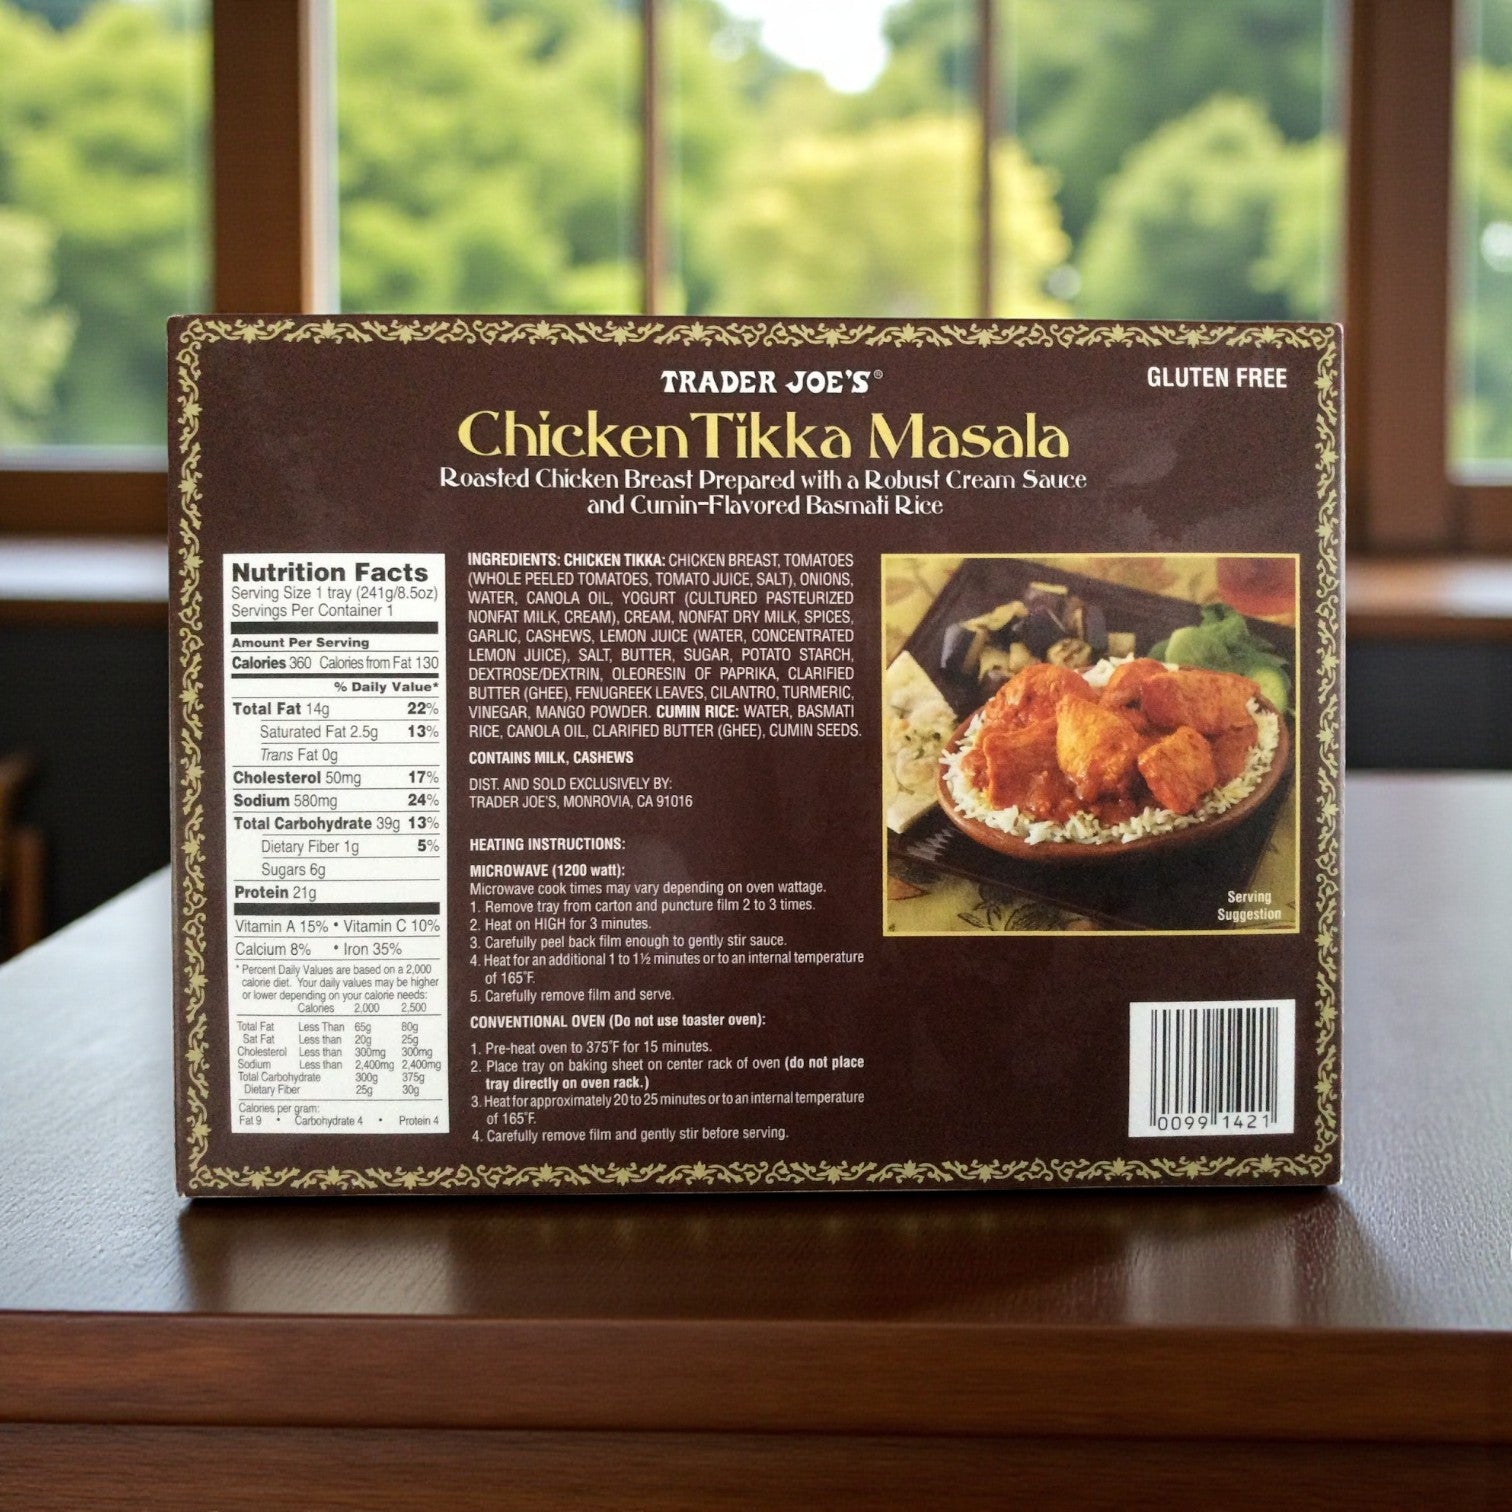 TRADER JOE'S®
GLUTEN FREE
Chicken Tikka Masala
Roasted Chicken Breast Prepared with a Robust Cream Sauce
and Cumin-Flavored Basmati Rice
Nutrition Facts
Serving Size 1 tray (241g/8.5oz)
Servings Per Container 1
Amount Per Serving
Calories 360 Calories from Fat 130
% Daily Value*
Total Fat 14g 22%
Saturated Fat 2.5g 13%
Trans Fat 0g
Cholesterol 50mg 17%
Sodium 580mg 24%
Total Carbohydrate 39g 13%
Dietary Fiber 1g 5%
Sugars 6g
Protein 21g
Vitamin A 15% • Vitamin C 10%
Calcium 8% • Iron 35%
* Percent Daily Values are based on a 2,000
calorie diet. Your daily values may be higher
or lower depending on your calorie needs:
Calories 2,000 2,500
Total Fat Less Than 65g 80g
Sat Fat Less than 20g 25g
Cholesterol Less than 300mg 300mg
Sodium Less than 2,400mg 2,400mg
Total Carbohydrate 300g 375g
Dietary Fiber 25g 30g
Calories per gram:
Fat 9 • Carbohydrate 4 • Protein 4
INGREDIENTS: CHICKEN TIKKA: CHICKEN BREAST, TOMATOES
(WHOLE PEELED TOMATOES, TOMATO JUICE, SALT), ONIONS,
WATER, CANOLA OIL, YOGURT (CULTURED PASTEURIZED
NONFAT MILK, CREAM), CREAM, NONFAT DRY MILK, SPICES,
GARLIC, CASHEWS, LEMON JUICE (WATER, CONCENTRATED
LEMON JUICE), SALT, BUTTER, SUGAR, POTATO STARCH,
DEXTROSE/DEXTRIN, OLEORESIN OF PAPRIKA, CLARIFIED
BUTTER (GHEE), FENUGREEK LEAVES, CILANTRO, TURMERIC,
VINEGAR, MANGO POWDER. CUMIN RICE: WATER, BASMATI
RICE, CANOLA OIL, CLARIFIED BUTTER (GHEE), CUMIN SEEDS.
CONTAINS MILK, CASHEWS
DIST. AND SOLD EXCLUSIVELY BY:
TRADER JOE'S, MONROVIA, CA 91016
HEATING INSTRUCTIONS:
MICROWAVE (1200 watt):
Microwave cook times may vary depending on oven wattage.
1. Remove tray from carton and puncture film 2 to 3 times.
2. Heat on HIGH for 3 minutes.
3. Carefully peel back film enough to gently stir sauce.
4. Heat for an additional 1 to 1½ minutes or to an internal temperature
of 165°F.
5. Carefully remove film and serve.
CONVENTIONAL OVEN (Do not use toaster oven):
1. Pre-heat oven to 375°F for 15 minutes.
2. Place tray on baking sheet on center rack of oven (do not place
tray directly on oven rack.)
3. Heat for approximately 20 to 25 minutes or to an internal temperature
of 165°F.
4. Carefully remove film and gently stir before serving.
Serving
Suggestion
0099 1421